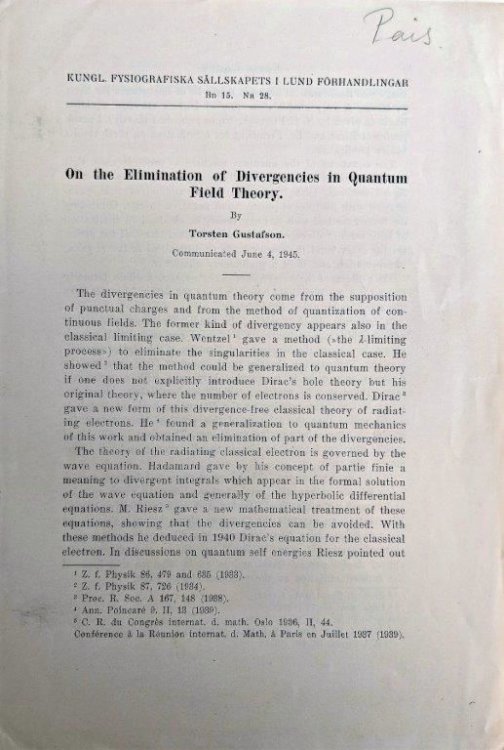 Pais.
KUNGL. FYSIOGRAFISKA SÄLLSKAPETS I LUND FÖRHANDLINGAR
BD 15. NR 28.
On the Elimination of Divergencies in Quantum
Field Theory.
By
Torsten Gustafson.
Communicated June 4, 1945.
The divergencies in quantum theory come from the supposition
of punctual charges and from the method of quantization of con-
tinuous fields. The former kind of divergency appears also in the
classical limiting case. Wentzel ¹ gave a method (»the λ-limiting
process») to eliminate the singularities in the classical case. He
showed ² that the method could be generalized to quantum theory
if one does not explicitly introduce Dirac's hole theory but his
original theory, where the number of electrons is conserved. Dirac ³
gave a new form of this divergence-free classical theory of radiat-
ing electrons. He ⁴ found a generalization to quantum mechanics
of this work and obtained an elimination of part of the divergencies.
The theory of the radiating classical electron is governed by the
wave equation. Hadamard gave by his concept of partie finie a
meaning to divergent integrals which appear in the formal solution
of the wave equation and generally of the hyperbolic differential
equations. M. Riesz ⁵ gave a new mathematical treatment of these
equations, shewing that the divergencies can be avoided. With
these methods he deduced in 1940 Dirac's equation for the classical
electron. In discussions on quantum self energies Riesz pointed out
¹ Z. f. Physik 86, 479 and 635 (1933).
² Z. f. Physik 87, 726 (1934).
³ Proc. R. Soc. A 167, 148 (1938).
⁴ Ann. Poincaré 9. II, 13 (1939).
⁵ C. R. du Congrès internat. d. math. Oslo 1936, II, 44.
Conférence à la Réunion internat. d. Math. à Paris en Juillet 1937 (1939).